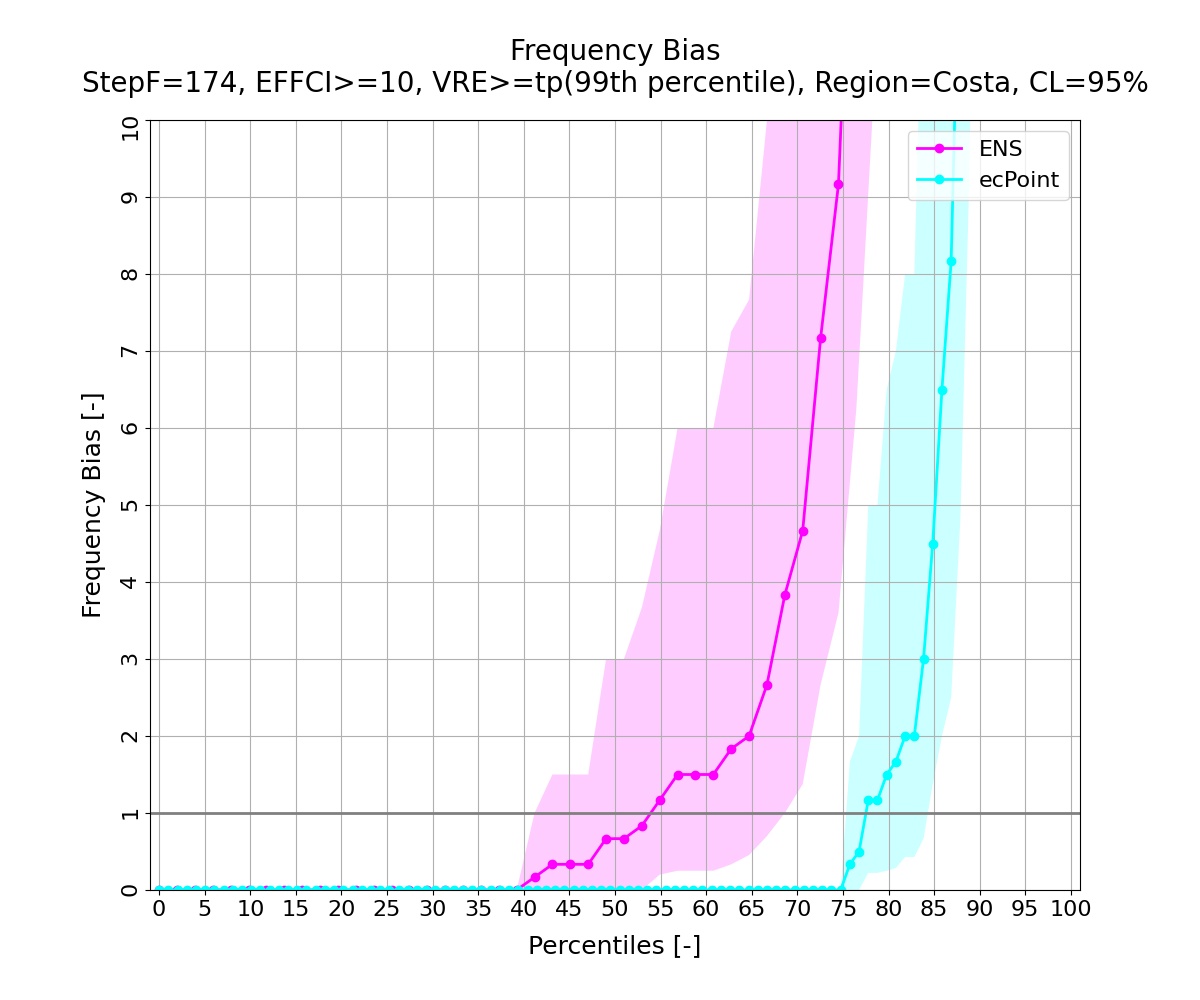 Frequency Bias
StepF=174, EFFCI>=10, VRE>=tp(99th percentile), Region=Costa, CL=95%
ENS
ecPoint
Frequency Bias [-]
10
9
8
7
6
5
4
3
2
1
0
0 5 10 15 20 25 30 35 40 45 50 55 60 65 70 75 80 85 90 95 100
Percentiles [-]